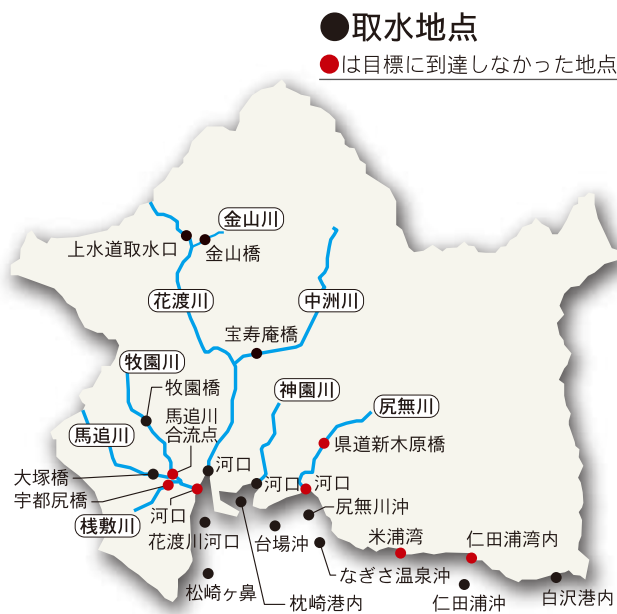 ●取水地点
●は目標に到達しなかった地点
金山川
上水道取水口
金山橋
花渡川
中洲川
宝寿庵橋
牧園川
牧園橋
神園川
尻無川
馬追川
馬追川
合流点
県道新木原橋
大塚橋
宇都尻橋
河口
河口
河口
河口
桟敷川
花渡川河口
台場沖
尻無川沖
米浦湾
仁田浦湾内
なぎさ温泉沖
松崎ヶ鼻
枕崎港内
仁田浦沖
白沢港内